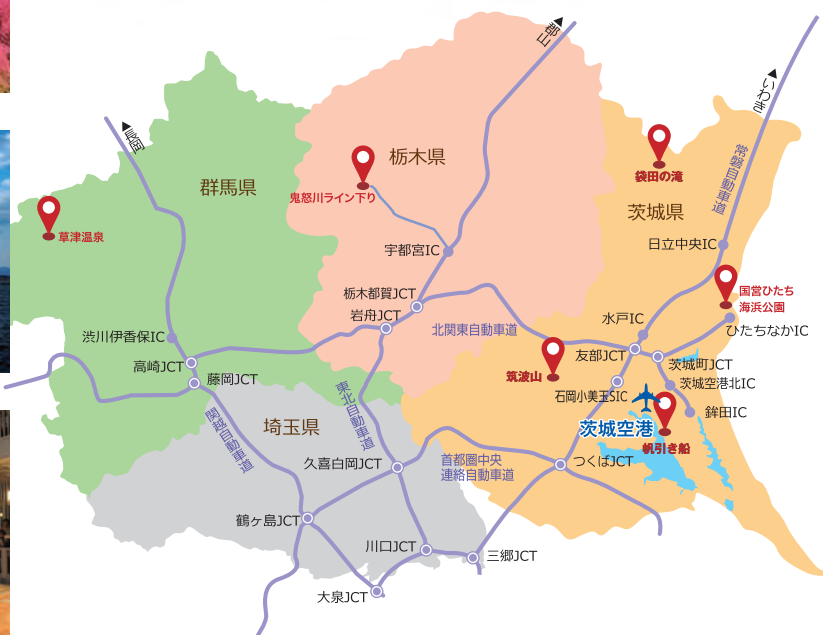 ▲郡山
▲いわき
▲長岡
常磐自動車道
栃木県
袋田の滝
群馬県
鬼怒川ライン下り
茨城県
草津温泉
日立中央IC
宇都宮IC
国営ひたち
海浜公園
栃木都賀JCT
岩舟JCT
水戸IC
北関東自動車道
ひたちなかIC
渋川伊香保IC
友部JCT
高崎JCT
茨城町JCT
藤岡JCT
筑波山
茨城空港北IC
石岡小美玉SIC
鉾田IC
関越自動車道
東北自動車道
埼玉県
茨城空港
帆引き船
久喜白岡JCT
首都圏中央
連絡自動車道
つくばJCT
鶴ヶ島JCT
川口JCT
三郷JCT
大泉JCT